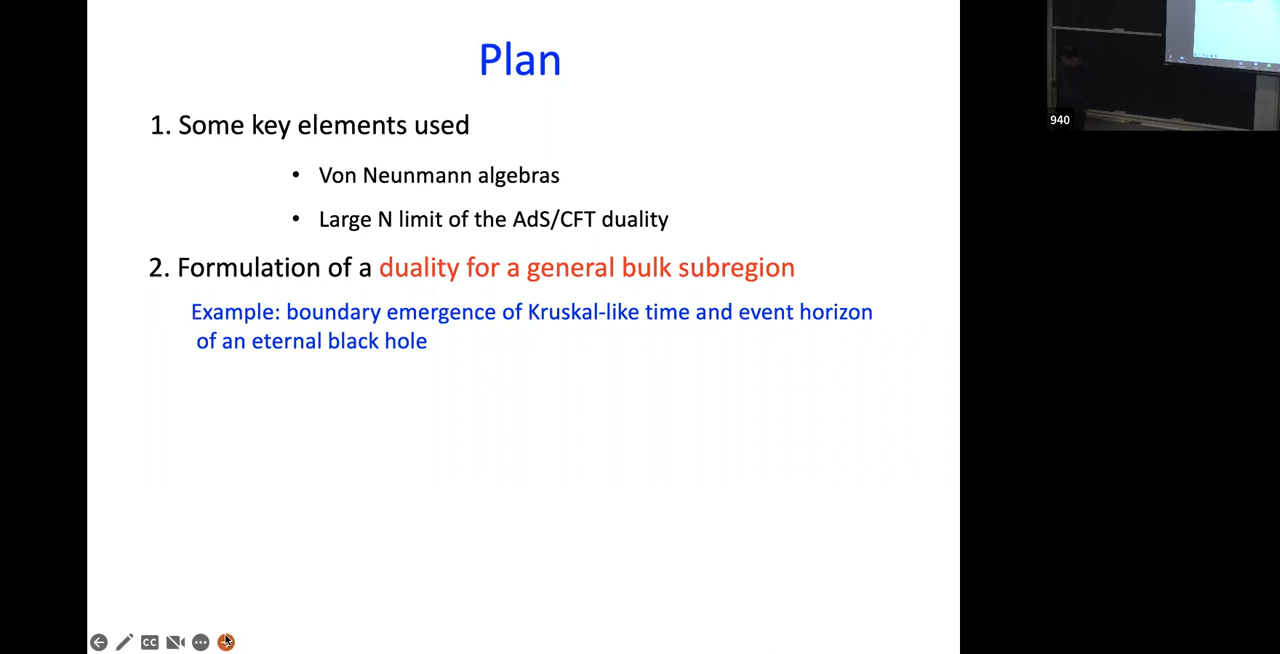 Plan
1. Some key elements used
• Von Neunmann algebras
• Large N limit of the AdS/CFT duality
2. Formulation of a duality for a general bulk subregion
Example: boundary emergence of Kruskal-like time and event horizon
of an eternal black hole
940
CC